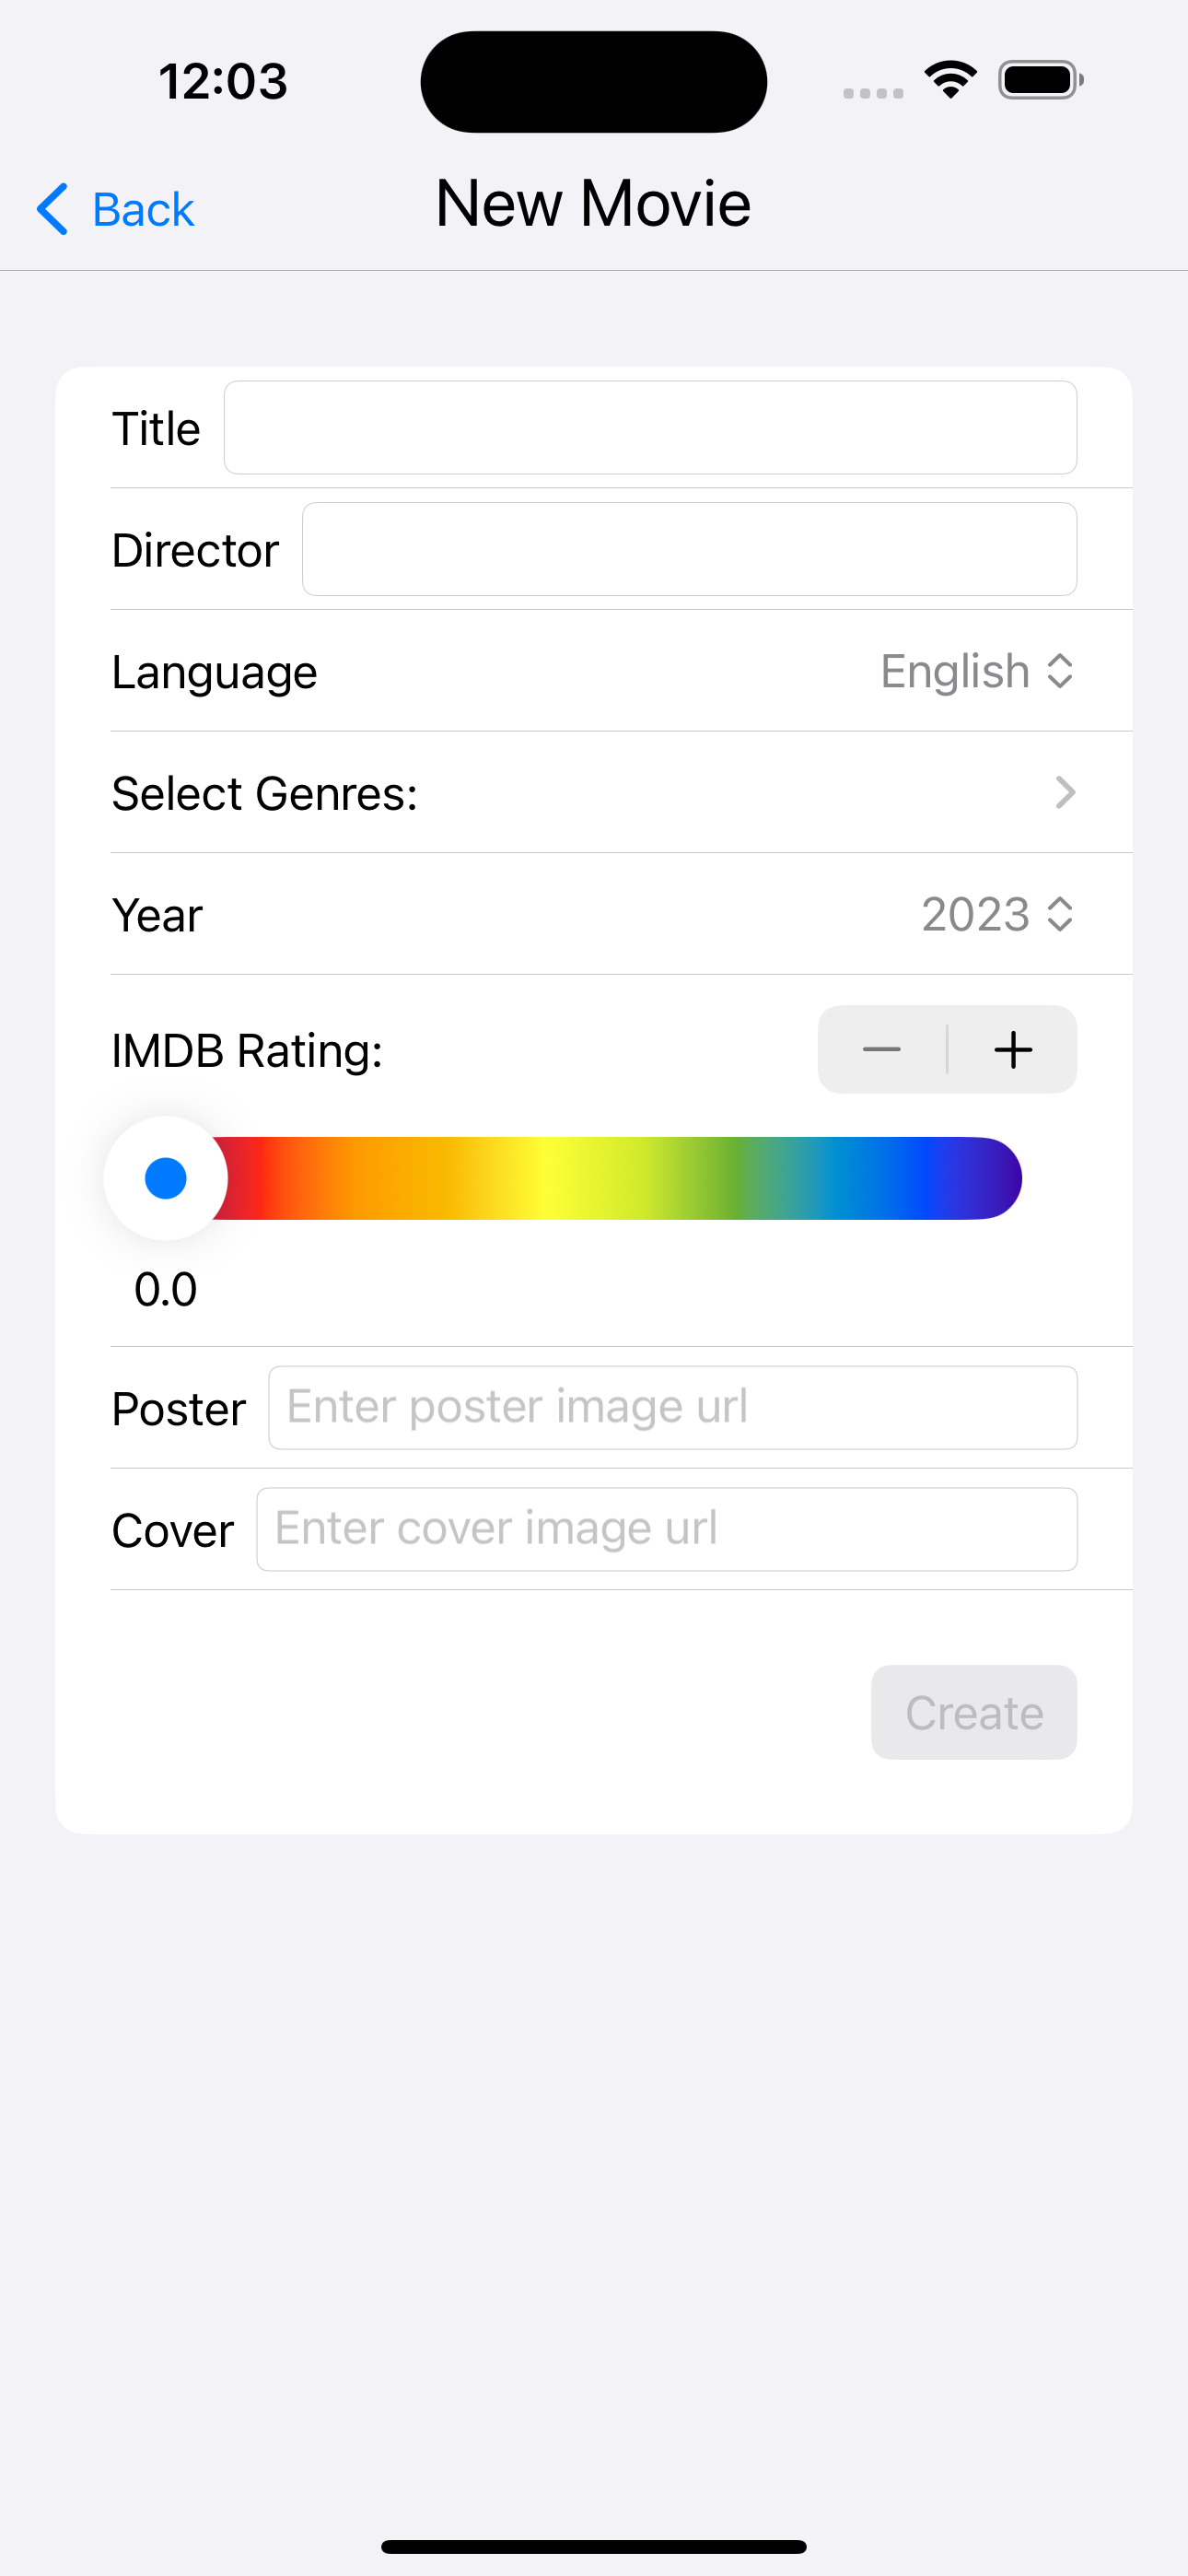 12:03
Back
New Movie
Title
Director
Language
English
Select Genres:
Year
2023
IMDB Rating:
0.0
Poster
Enter poster image url
Cover
Enter cover image url
Create